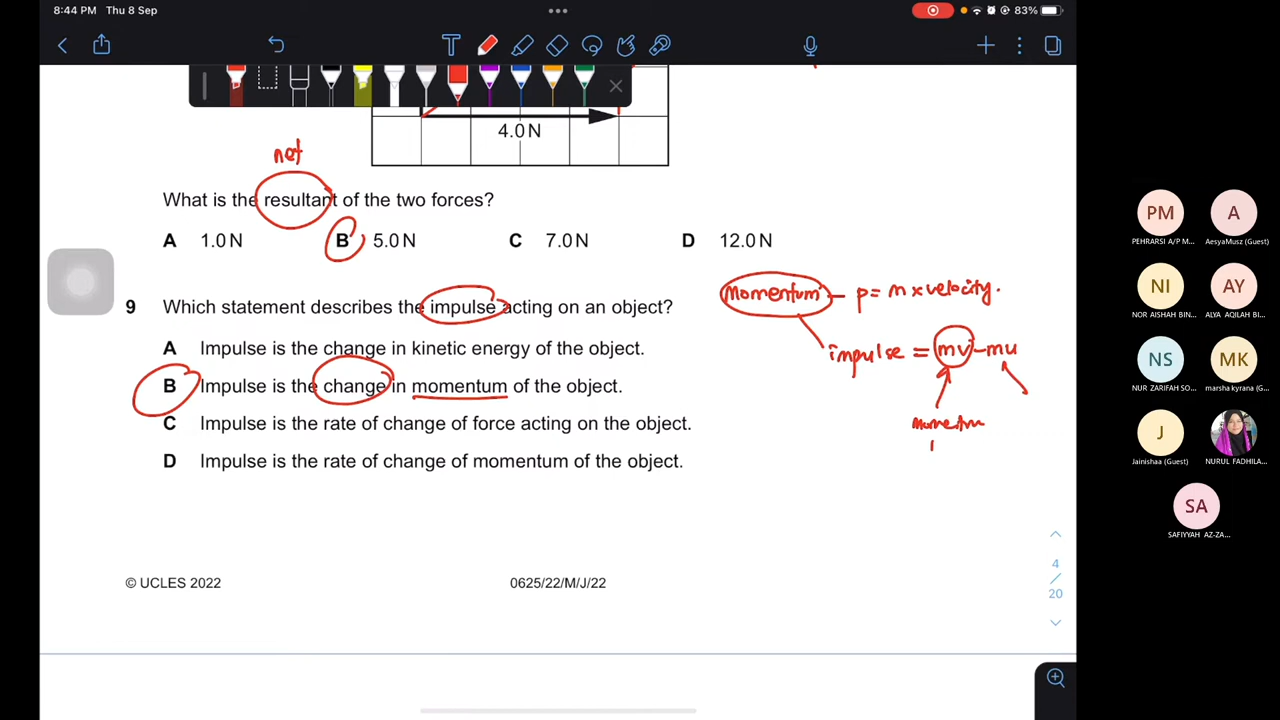 8:44 PM Thu 8 Sep
83%
T
4.0 N
net
What is the resultant of the two forces?
A 1.0 N B 5.0 N C 7.0 N D 12.0 N
9 Which statement describes the impulse acting on an object?
A Impulse is the change in kinetic energy of the object.
B Impulse is the change in momentum of the object.
C Impulse is the rate of change of force acting on the object.
D Impulse is the rate of change of momentum of the object.
Momentum – p = m x velocity.
impulse = mv – mu
momentum
© UCLES 2022
0625/22/M/J/22
4
/
20
PM
PEHRARSI A/P M...
A
AesyaMusz (Guest)
NI
NOR AISHAH BIN...
AY
ALYA AQILAH BI...
NS
NUR ZARIFAH SO...
MK
marsha kyrana (G...
J
Jainishaa (Guest)
NURUL FADHILA...
SA
SAFIYYAH AZ-ZA...